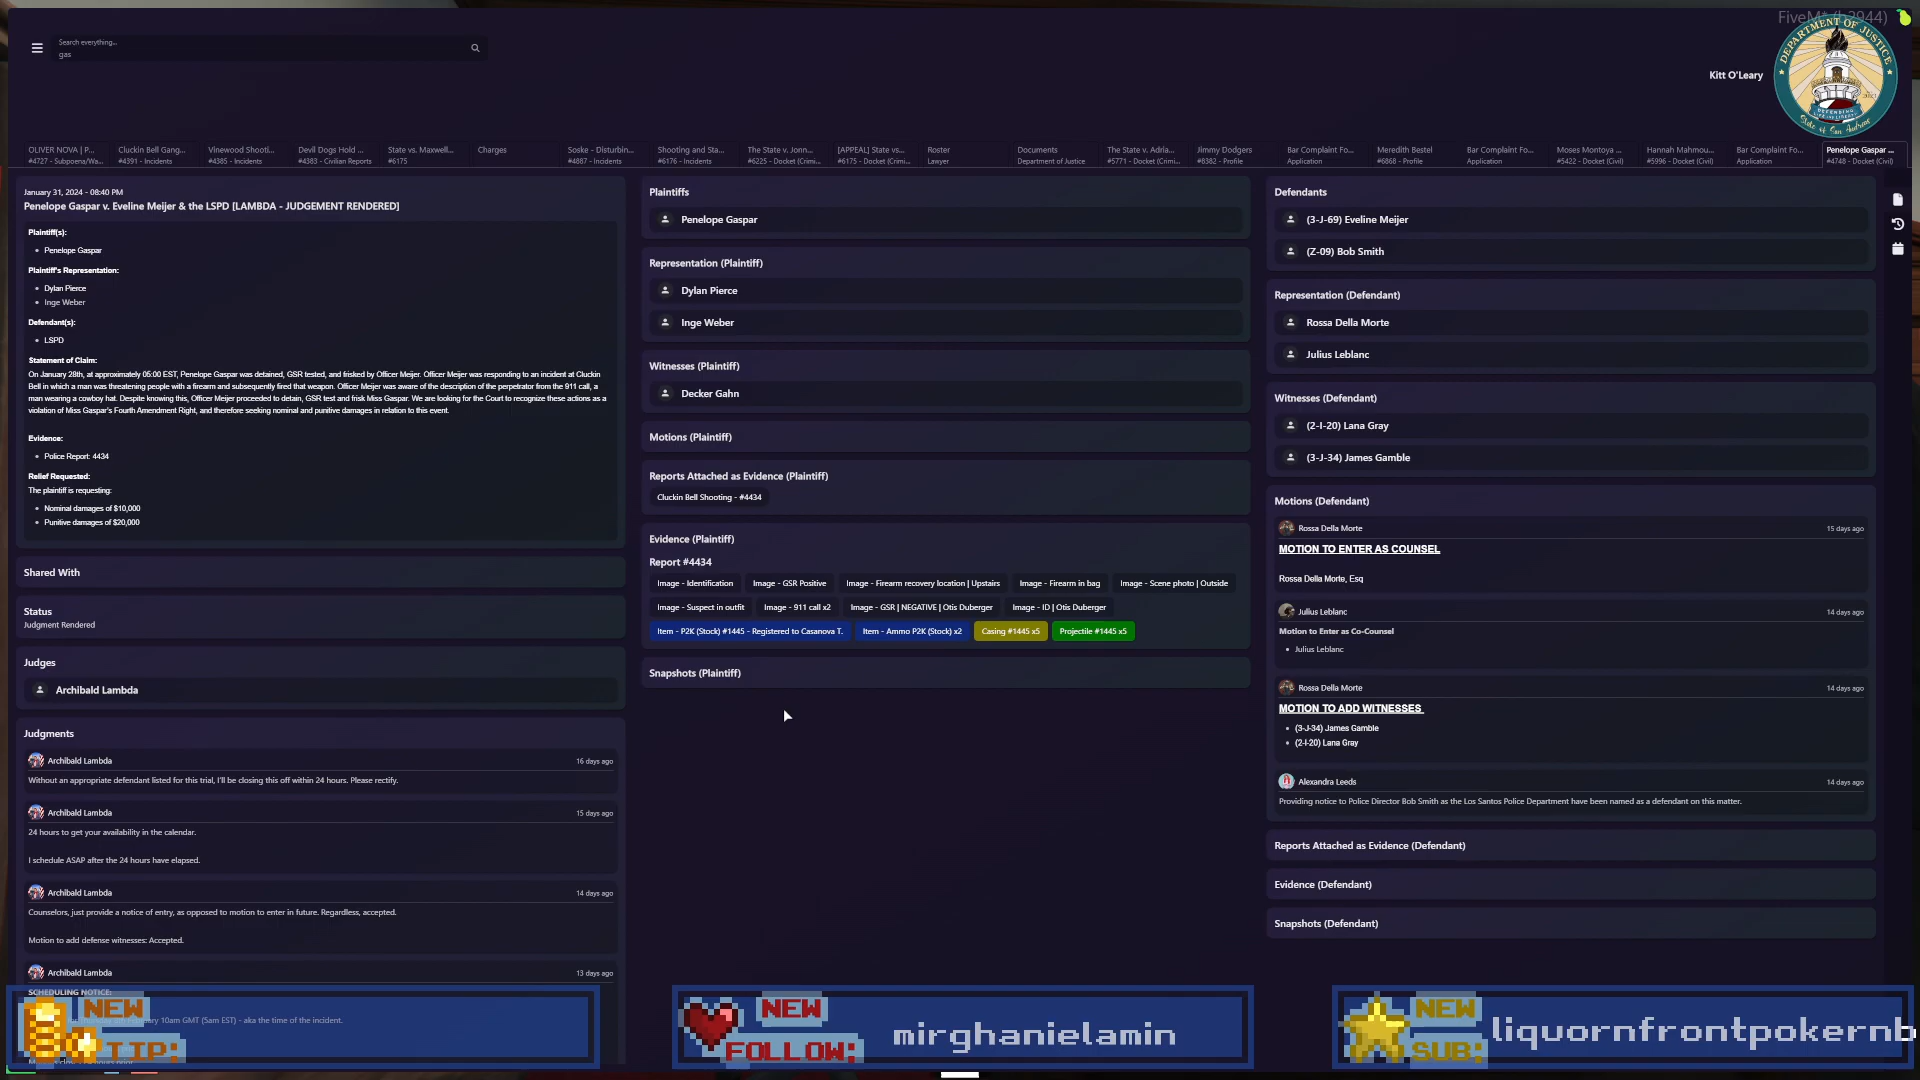 FiveM
Search everything...
gas
Kitt O'Leary
DEPARTMENT OF JUSTICE
State of San Andreas
OLIVER NOVA | P...
#4727 - Subpoena/Wa...
Cluckin Bell Gang...
#4391 - Incidents
Vinewood Shooti...
#4385 - Incidents
Devil Dogs Hold ...
#4383 - Civilian Reports
State vs. Maxwell...
#6175
Charges
Soske - Disturbin...
#4887 - Incidents
Shooting and Sta...
#6176 - Incidents
The State v. Jonn...
#6225 - Docket (Crimi...
[APPEAL] State vs...
#6175 - Docket (Crimi...
Roster
Lawyer
Documents
Department of Justice
The State v. Adria...
#5771 - Docket (Crimi...
Jimmy Dodgers
#8382 - Profile
Bar Complaint Fo...
Application
Meredith Bestel
#6868 - Profile
Bar Complaint Fo...
Application
Moses Montoya ...
#5422 - Docket (Civil)
Hannah Mahmou...
#5996 - Docket (Civil)
Bar Complaint Fo...
Application
Penelope Gaspar ...
#4748 - Docket (Civil)
January 31, 2024 - 08:40 PM
Penelope Gaspar v. Eveline Meijer & the LSPD [LAMBDA - JUDGEMENT RENDERED]
Plaintiff(s):
Penelope Gaspar
Plaintiff's Representation:
Dylan Pierce
Inge Weber
Defendant(s):
LSPD
Statement of Claim:
On January 28th, at approximately 05:00 EST, Penelope Gaspar was detained, GSR tested, and frisked by Officer Meijer. Officer Meijer was responding to an incident at Cluckin
Bell in which a man was threatening people with a firearm and subsequently fired that weapon. Officer Meijer was aware of the description of the perpetrator from the 911 call, a
man wearing a cowboy hat. Despite knowing this, Officer Meijer proceeded to detain, GSR test and frisk Miss Gaspar. We are looking for the Court to recognize these actions as a
violation of Miss Gaspar's Fourth Amendment Right, and therefore seeking nominal and punitive damages in relation to this event.
Evidence:
Police Report: 4434
Relief Requested:
The plaintiff is requesting:
Nominal damages of $10,000
Punitive damages of $20,000
Shared With
Status
Judgment Rendered
Judges
Archibald Lambda
Judgments
Archibald Lambda 16 days ago
Without an appropriate defendant listed for this trial, I'll be closing this off within 24 hours. Please rectify.
Archibald Lambda 15 days ago
24 hours to get your availability in the calendar.
I schedule ASAP after the 24 hours have elapsed.
Archibald Lambda 14 days ago
Counselors, just provide a notice of entry, as opposed to motion to enter in future. Regardless, accepted.
Motion to add defense witnesses: Accepted.
Archibald Lambda 13 days ago
SCHEDULING NOTICE:
10am GMT (5am EST) - aka the time of the incident.
Plaintiffs
Penelope Gaspar
Representation (Plaintiff)
Dylan Pierce
Inge Weber
Witnesses (Plaintiff)
Decker Gahn
Motions (Plaintiff)
Reports Attached as Evidence (Plaintiff)
Cluckin Bell Shooting - #4434
Evidence (Plaintiff)
Report #4434
Image - Identification
Image - GSR Positive
Image - Firearm recovery location | Upstairs
Image - Firearm in bag
Image - Scene photo | Outside
Image - Suspect in outfit
Image - 911 call x2
Image - GSR | NEGATIVE | Otis Duberger
Image - ID | Otis Duberger
Item - P2K (Stock) #1445 - Registered to Casanova T.
Item - Ammo P2K (Stock) x2
Casing #1445 x5
Projectile #1445 x5
Snapshots (Plaintiff)
Defendants
(3-J-69) Eveline Meijer
(Z-09) Bob Smith
Representation (Defendant)
Rossa Della Morte
Julius Leblanc
Witnesses (Defendant)
(2-I-20) Lana Gray
(3-J-34) James Gamble
Motions (Defendant)
Rossa Della Morte 15 days ago
MOTION TO ENTER AS COUNSEL
Rossa Della Morte, Esq
Julius Leblanc 14 days ago
Motion to Enter as Co-Counsel
Julius Leblanc
Rossa Della Morte 14 days ago
MOTION TO ADD WITNESSES
(3-J-34) James Gamble
(2-I-20) Lana Gray
Alexandra Leeds 14 days ago
Providing notice to Police Director Bob Smith as the Los Santos Police Department have been named as a defendant on this matter.
Reports Attached as Evidence (Defendant)
Evidence (Defendant)
Snapshots (Defendant)
NEW
TIP:
NEW
FOLLOW:
mirghanielamin
NEW
SUB:
liquornfrontpokernb